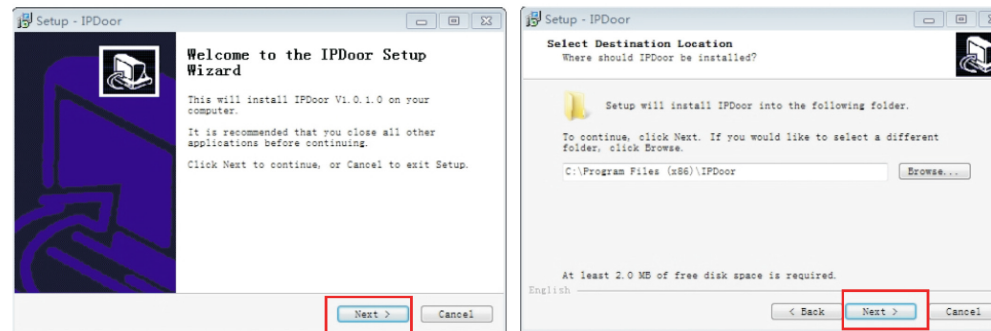 Setup - IPDoor
Welcome to the IPDoor Setup
Wizard
This will install IPDoor V1.0.1.0 on your
computer.
It is recommended that you close all other
applications before continuing.
Click Next to continue, or Cancel to exit Setup.
Next >
Cancel
Setup - IPDoor
Select Destination Location
Where should IPDoor be installed?
Setup will install IPDoor into the following folder.
To continue, click Next. If you would like to select a different
folder, click Browse.
C:\Program Files (x86)\IPDoor
Browse...
At least 2.0 MB of free disk space is required.
English
< Back
Next >
Cancel